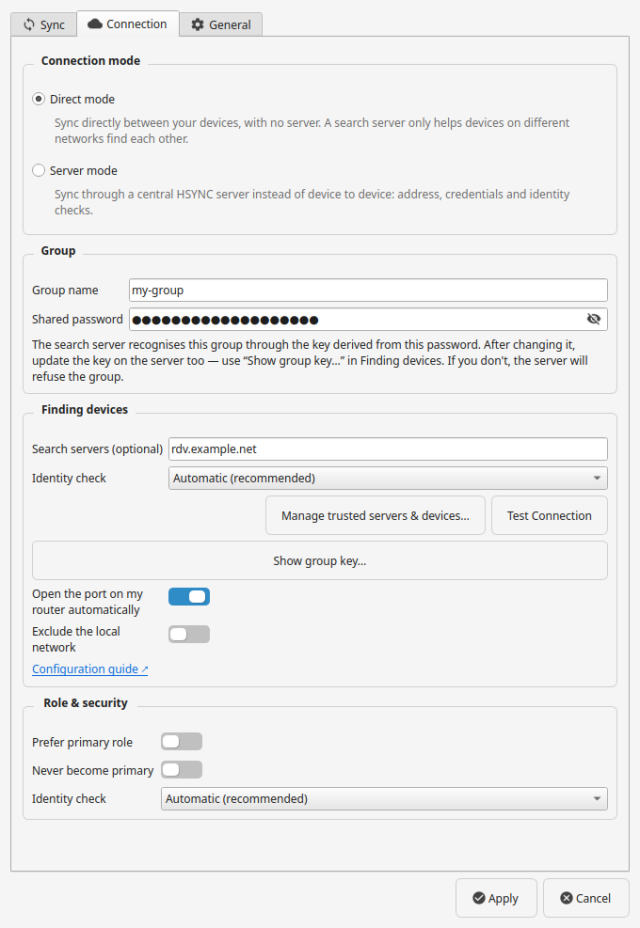 Sync
Connection
General
Connection mode
Direct mode
Sync directly between your devices, with no server. A search server only helps devices on different
networks find each other.
Server mode
Sync through a central HSYNC server instead of device to device: address, credentials and identity
checks.
Group
Group name
my-group
Shared password
●●●●●●●●●●●●●●●●●●●
The search server recognises this group through the key derived from this password. After changing it,
update the key on the server too — use “Show group key…” in Finding devices. If you don't, the server will
refuse the group.
Finding devices
Search servers (optional)
rdv.example.net
Identity check
Automatic (recommended)
Manage trusted servers & devices…
Test Connection
Show group key…
Open the port on my
router automatically
Exclude the local
network
Configuration guide ↗
Role & security
Prefer primary role
Never become primary
Identity check
Automatic (recommended)
Apply
Cancel